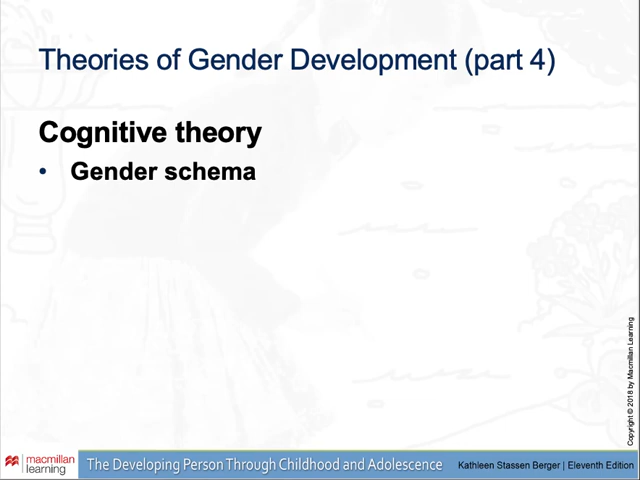 Theories of Gender Development (part 4)
Cognitive theory
• Gender schema
Copyright © 2018 by Macmillan Learning
macmillan
learning
The Developing Person Through Childhood and Adolescence
Kathleen Stassen Berger | Eleventh Edition